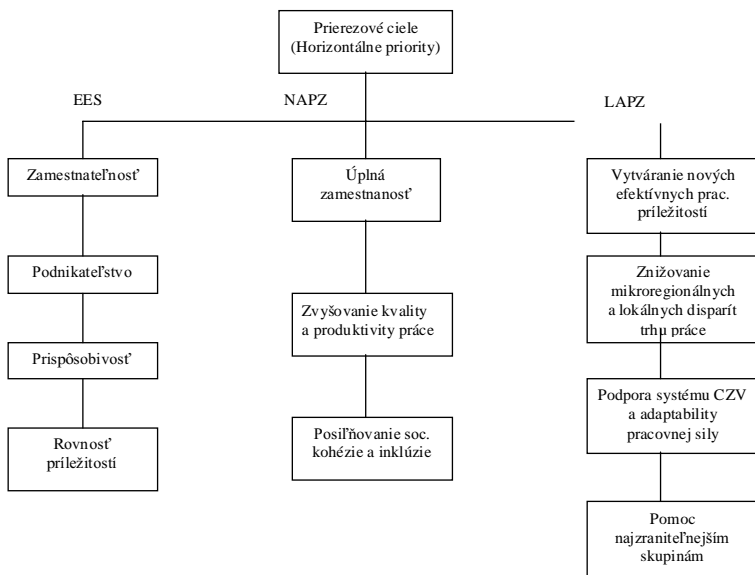 Prierezové ciele
(Horizontálne priority)
EES
NAPZ
LAPZ
Zamestnateľnosť
Podnikateľstvo
Prispôsobivosť
Rovnosť
príležitostí
Úplná
zamestnanosť
Zvyšovanie kvality
a produktivity práce
Posilňovanie soc.
kohézie a inklúzie
Vytváranie nových
efektívnych prac.
príležitostí
Znižovanie
mikroregionálnych
a lokálnych disparít
trhu práce
Podpora systému CZV
a adaptability
pracovnej sily
Pomoc
najzraniteľnejším
skupinám